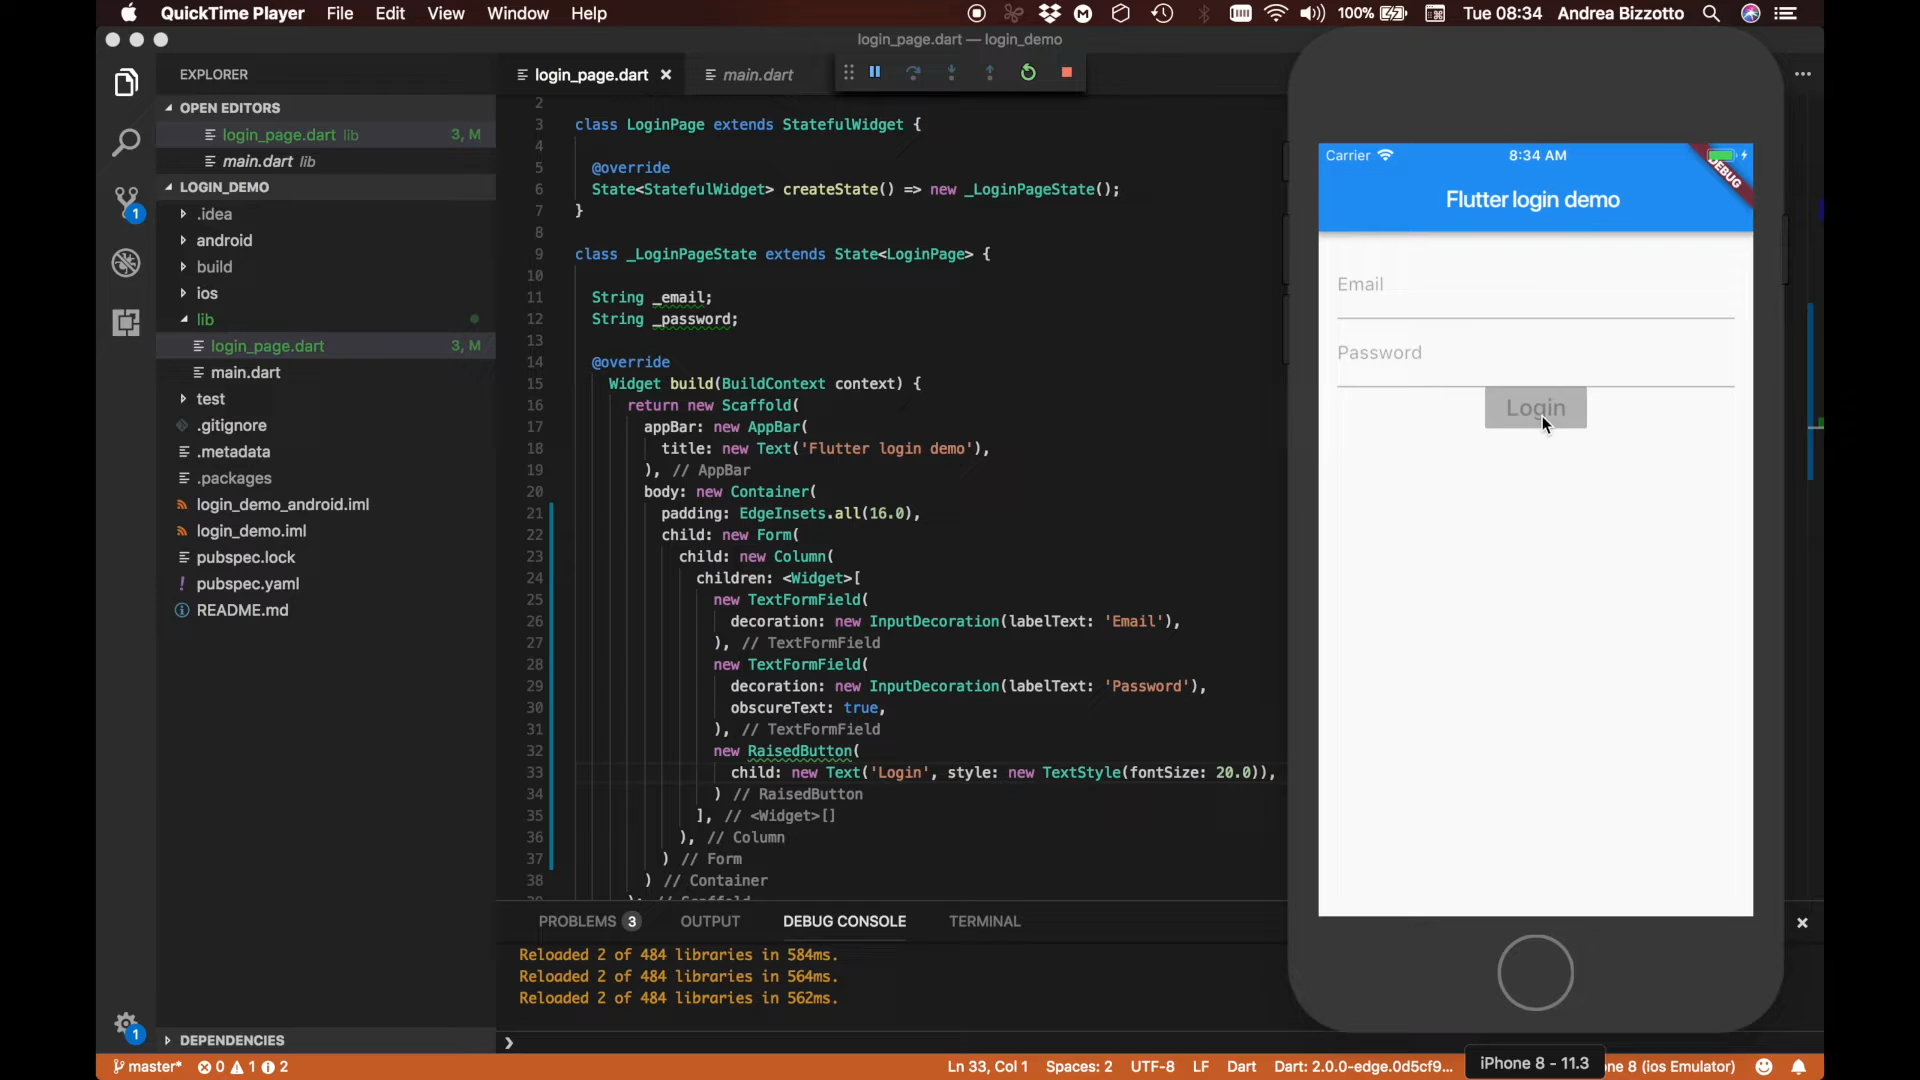 QuickTime Player File Edit View Window Help 100% Tue 08:34 Andrea Bizzotto
login_page.dart — login_demo
EXPLORER
OPEN EDITORS
login_page.dart lib 3, M
main.dart lib
LOGIN_DEMO
.idea
android
build
ios
lib
login_page.dart 3, M
main.dart
test
.gitignore
.metadata
.packages
login_demo_android.iml
login_demo.iml
pubspec.lock
pubspec.yaml
README.md
DEPENDENCIES
1
1
login_page.dart main.dart
2
3 class LoginPage extends StatefulWidget {
4
5 @override
6 State<StatefulWidget> createState() => new _LoginPageState();
7 }
8
9 class _LoginPageState extends State<LoginPage> {
10
11 String _email;
12 String _password;
13
14 @override
15 Widget build(BuildContext context) {
16 return new Scaffold(
17 appBar: new AppBar(
18 title: new Text('Flutter login demo'),
19 ), // AppBar
20 body: new Container(
21 padding: EdgeInsets.all(16.0),
22 child: new Form(
23 child: new Column(
24 children: <Widget>[
25 new TextFormField(
26 decoration: new InputDecoration(labelText: 'Email'),
27 ), // TextFormField
28 new TextFormField(
29 decoration: new InputDecoration(labelText: 'Password'),
30 obscureText: true,
31 ), // TextFormField
32 new RaisedButton(
33 child: new Text('Login', style: new TextStyle(fontSize: 20.0)),
34 ) // RaisedButton
35 ], // <Widget>[]
36 ), // Column
37 ) // Form
38 ) // Container
PROBLEMS 3 OUTPUT DEBUG CONSOLE TERMINAL
Reloaded 2 of 484 libraries in 584ms.
Reloaded 2 of 484 libraries in 564ms.
Reloaded 2 of 484 libraries in 562ms.
Carrier 8:34 AM
DEBUG
Flutter login demo
Email
Password
Login
master* 0 1 2 Ln 33, Col 1 Spaces: 2 UTF-8 LF Dart Dart: 2.0.0-edge.0d5cf9... iPhone 8 - 11.3 ne 8 (ios Emulator)